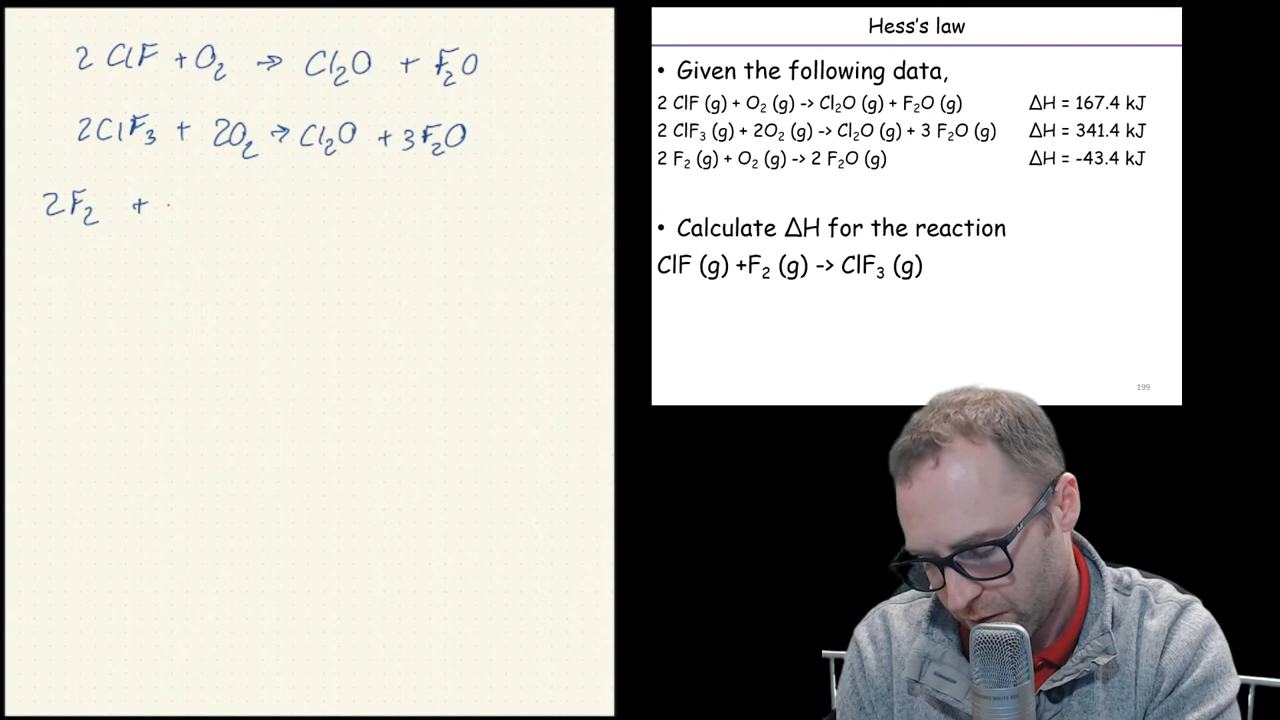 2 ClF + O₂ → Cl₂O + F₂O
2ClF₃ + 2O₂ → Cl₂O + 3F₂O
2F₂ +
Hess's law
• Given the following data,
2 ClF (g) + O₂ (g) -> Cl₂O (g) + F₂O (g) ΔH = 167.4 kJ
2 ClF₃ (g) + 2O₂ (g) -> Cl₂O (g) + 3 F₂O (g) ΔH = 341.4 kJ
2 F₂ (g) + O₂ (g) -> 2 F₂O (g) ΔH = -43.4 kJ
• Calculate ΔH for the reaction
ClF (g) +F₂ (g) -> ClF₃ (g)
199